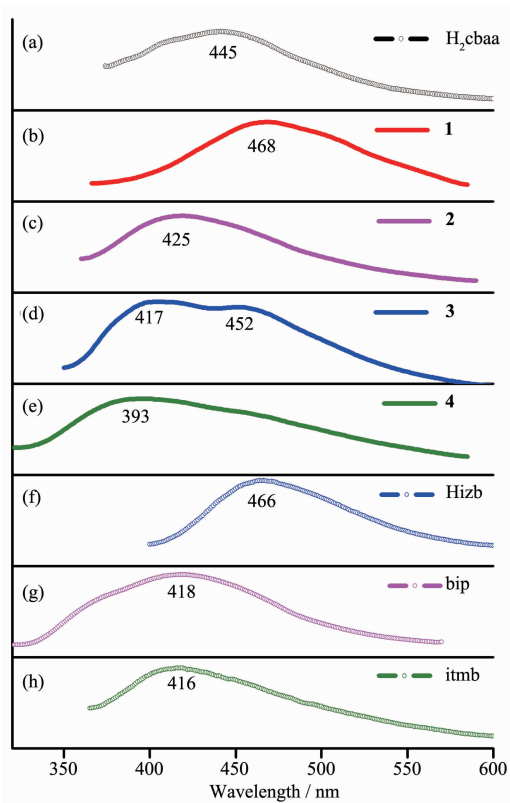 (a) H₂cbaa
445
(b) 1
468
(c) 2
425
(d) 3
417 452
(e) 4
393
(f) Hizb
466
(g) bip
418
(h) itmb
416
350 400 450 500 550 600
Wavelength / nm